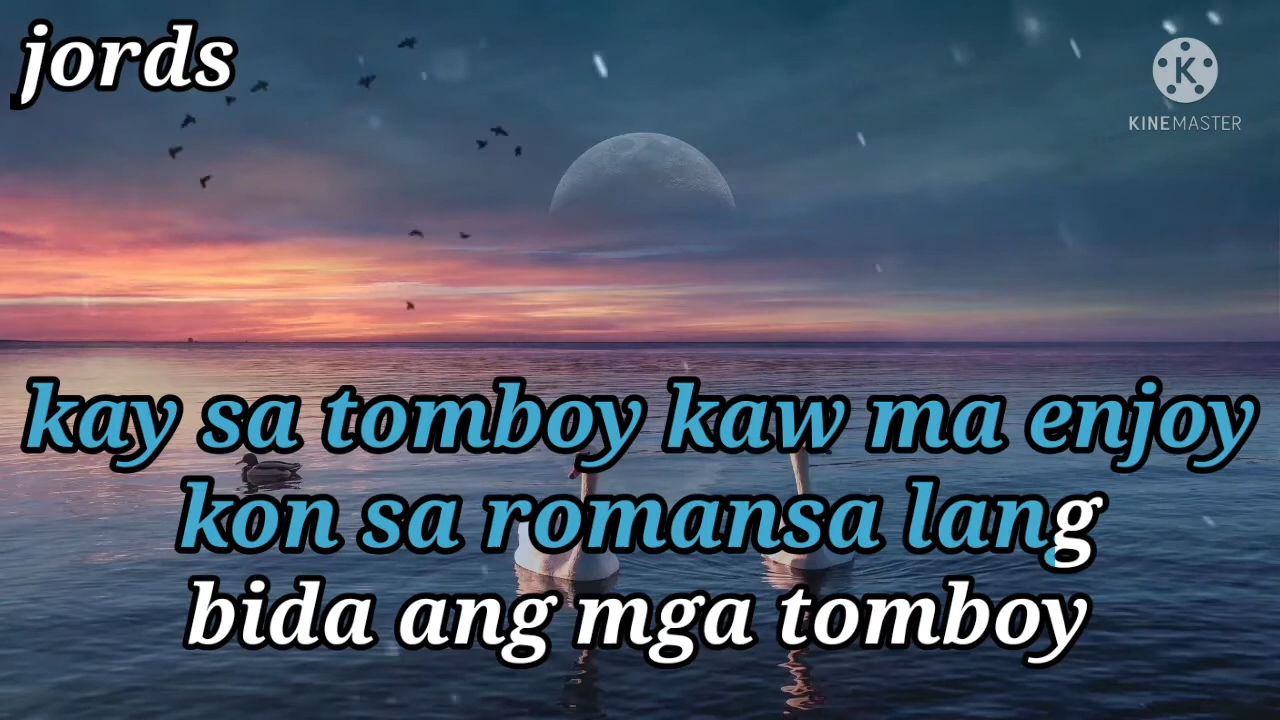 jords
KINEMASTER
kay sa tomboy kaw ma enjoy
kon sa romansa lang
bida ang mga tomboy